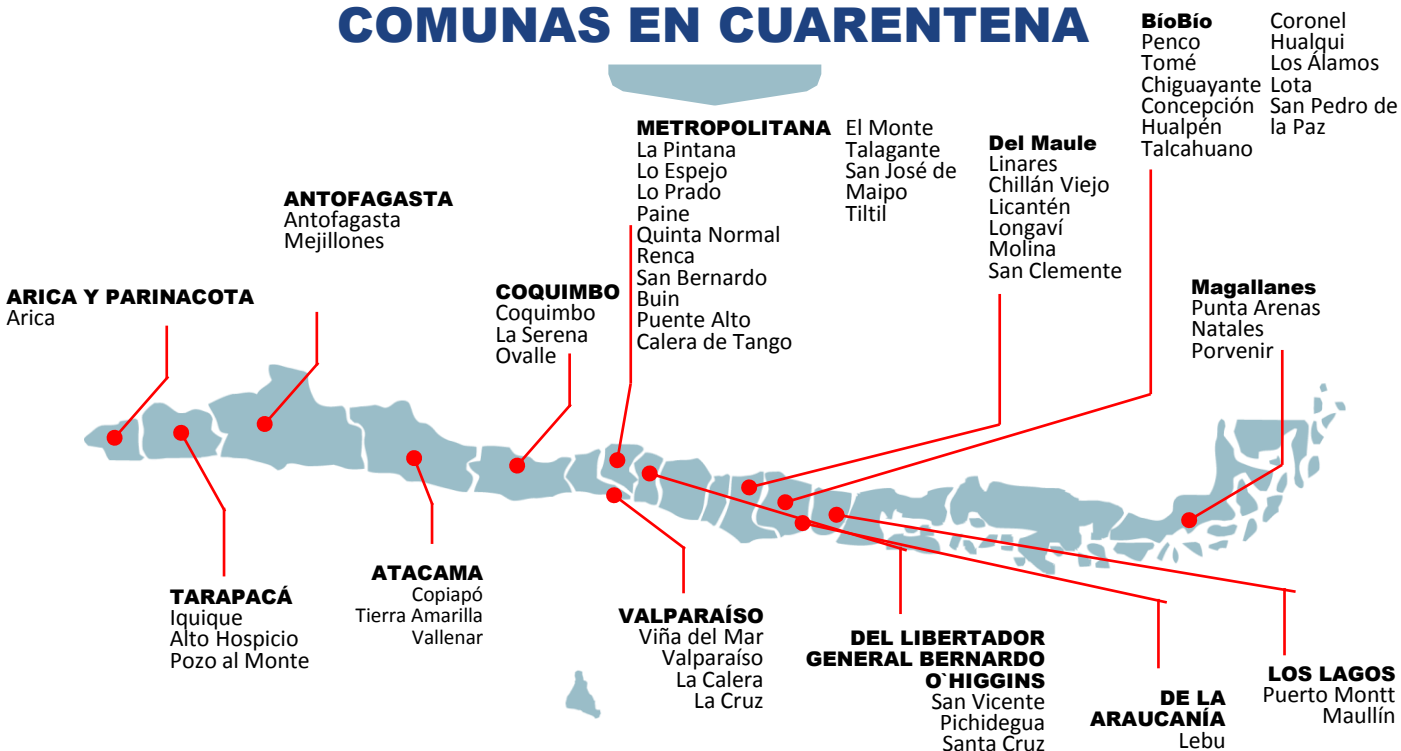 COMUNAS EN CUARENTENA
BíoBío
Penco
Tomé
Chiguayante
Concepción
Hualpén
Talcahuano
Coronel
Hualqui
Los Álamos
Lota
San Pedro de
la Paz
METROPOLITANA
La Pintana
Lo Espejo
Lo Prado
Paine
Quinta Normal
Renca
San Bernardo
Buin
Puente Alto
Calera de Tango
El Monte
Talagante
San José de
Maipo
Tiltil
Del Maule
Linares
Chillán Viejo
Licantén
Longaví
Molina
San Clemente
ANTOFAGASTA
Antofagasta
Mejillones
ARICA Y PARINACOTA
Arica
COQUIMBO
Coquimbo
La Serena
Ovalle
Magallanes
Punta Arenas
Natales
Porvenir
TARAPACÁ
Iquique
Alto Hospicio
Pozo al Monte
ATACAMA
Copiapó
Tierra Amarilla
Vallenar
VALPARAÍSO
Viña del Mar
Valparaíso
La Calera
La Cruz
DEL LIBERTADOR
GENERAL BERNARDO
O`HIGGINS
San Vicente
Pichidegua
Santa Cruz
DE LA
ARAUCANÍA
Lebu
LOS LAGOS
Puerto Montt
Maullín